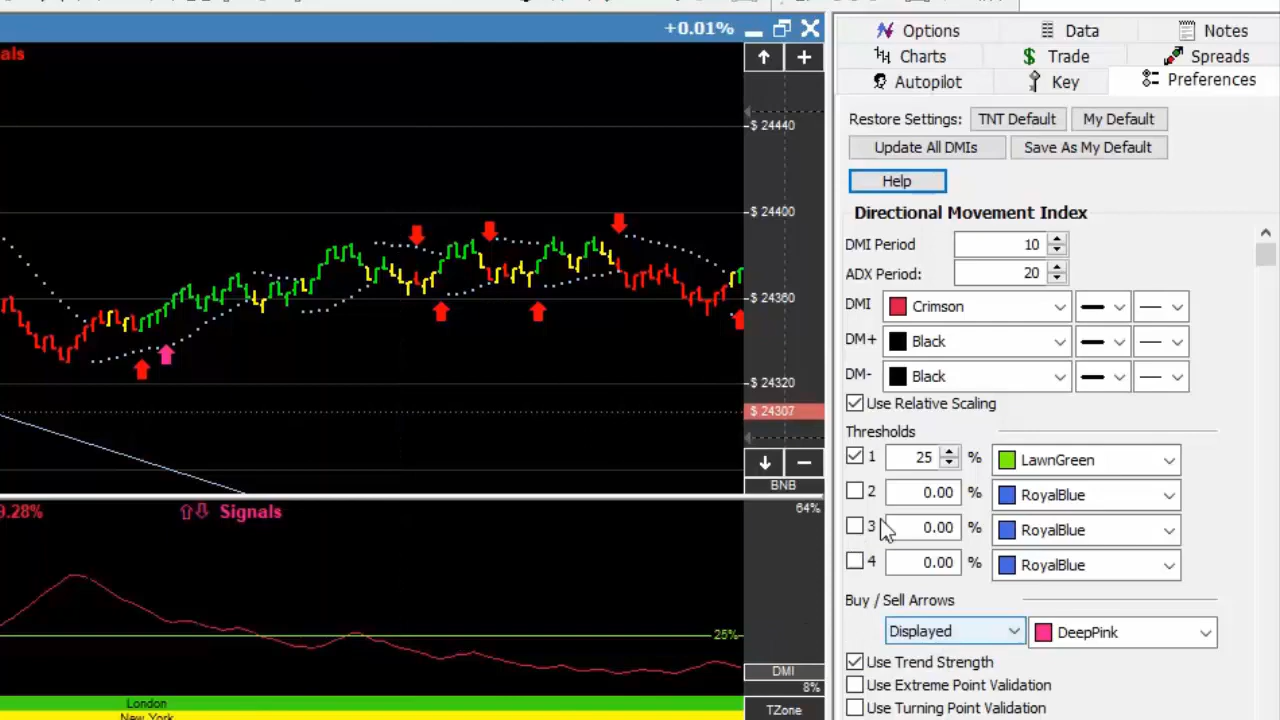 +0.01%
als
$ 24440
$ 24400
$ 24360
$ 24320
$ 24307
BNB
9.28%
Signals
64%
25%
DMI
8%
London
New York
TZone
Options
Data
Notes
Charts
Trade
Spreads
Autopilot
Key
Preferences
Restore Settings: TNT Default My Default
Update All DMIs Save As My Default
Help
Directional Movement Index
DMI Period 10
ADX Period: 20
DMI Crimson
DM+ Black
DM- Black
Use Relative Scaling
Thresholds
1 25 % LawnGreen
2 0.00 % RoyalBlue
3 0.00 % RoyalBlue
4 0.00 % RoyalBlue
Buy / Sell Arrows
Displayed DeepPink
Use Trend Strength
Use Extreme Point Validation
Use Turning Point Validation